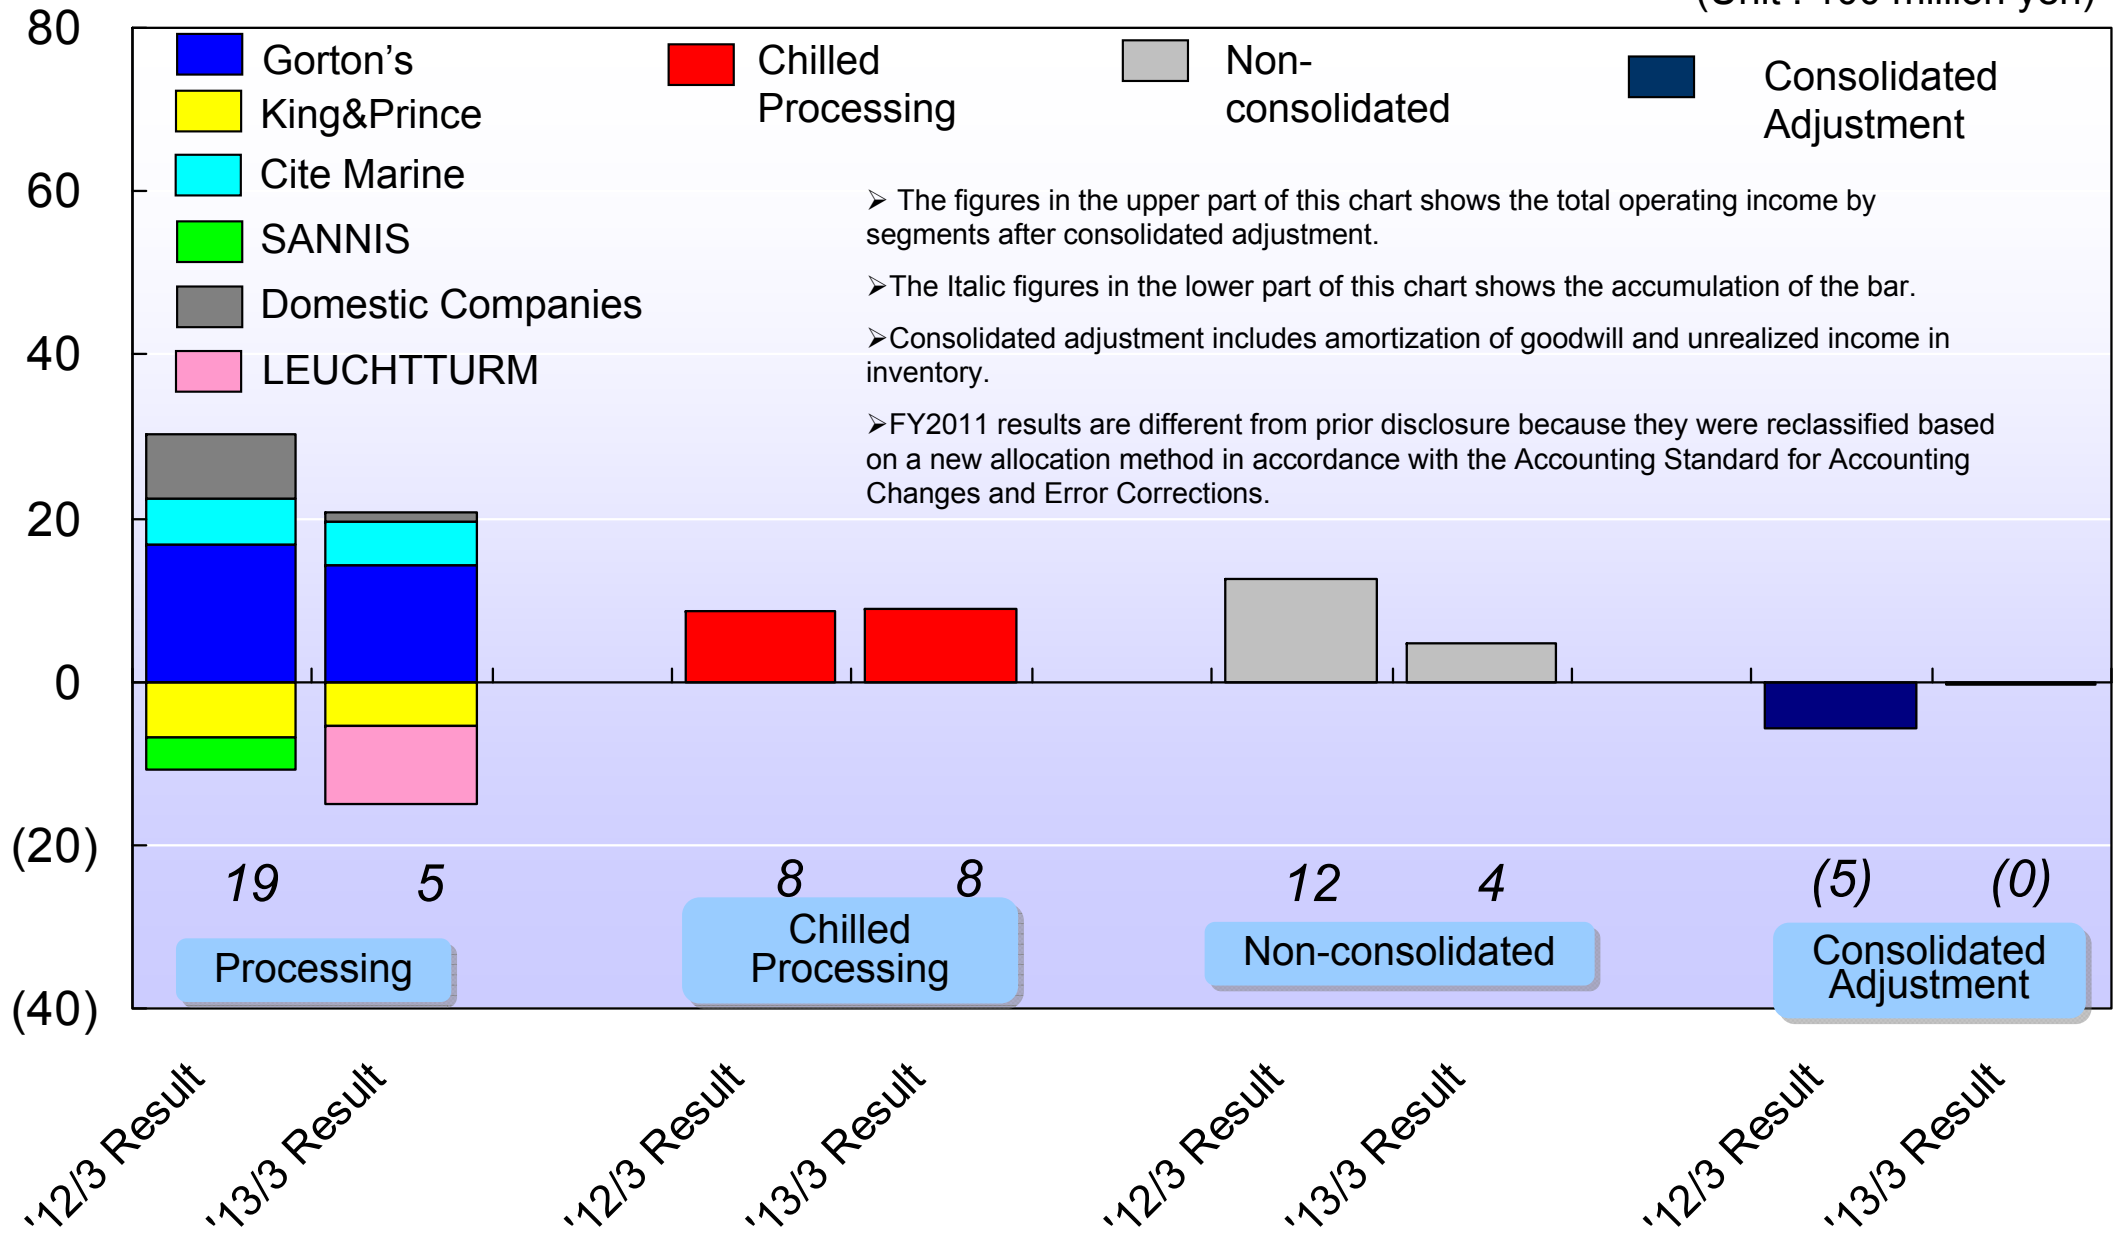 80
60
40
20
0
(20)
(40)
Gorton’s
King&Prince
Cite Marine
SANNIS
Domestic Companies
LEUCHTTURM
Chilled
Processing
Non-
consolidated
Consolidated
Adjustment
➢ The figures in the upper part of this chart shows the total operating income by
segments after consolidated adjustment.
➢The Italic figures in the lower part of this chart shows the accumulation of the bar.
➢Consolidated adjustment includes amortization of goodwill and unrealized income in
inventory.
➢FY2011 results are different from prior disclosure because they were reclassified based
on a new allocation method in accordance with the Accounting Standard for Accounting
Changes and Error Corrections.
19 5 8 8 12 4 (5) (0)
Processing
Chilled
Processing
Non-consolidated
Consolidated
Adjustment
'12/3 Result
'13/3 Result
'12/3 Result
'13/3 Result
'12/3 Result
'13/3 Result
'12/3 Result
'13/3 Result